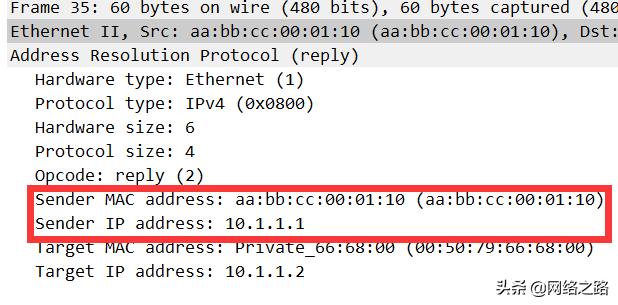 Frame 35: 60 bytes on wire (480 bits), 60 bytes captured (480
Ethernet II, Src: aa:bb:cc:00:01:10 (aa:bb:cc:00:01:10), Dst:
Address Resolution Protocol (reply)
Hardware type: Ethernet (1)
Protocol type: IPv4 (0x0800)
Hardware size: 6
Protocol size: 4
Opcode: reply (2)
Sender MAC address: aa:bb:cc:00:01:10 (aa:bb:cc:00:01:10)
Sender IP address: 10.1.1.1
Target MAC address: Private_66:68:00 (00:50:79:66:68:00)
Target IP address: 10.1.1.2
头条 @网络之路